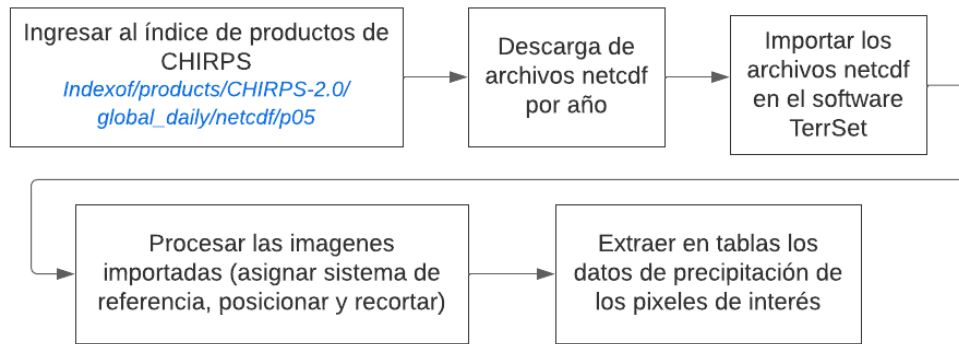 Ingresar al índice de productos de
CHIRPS
Indexof/products/CHIRPS-2.0/
global_daily/netcdf/p05
Descarga de
archivos netcdf
por año
Importar los
archivos netcdf
en el software
TerrSet
Procesar las imagenes
importadas (asignar sistema de
referencia, posicionar y recortar)
Extraer en tablas los
datos de precipitación de
los pixeles de interés